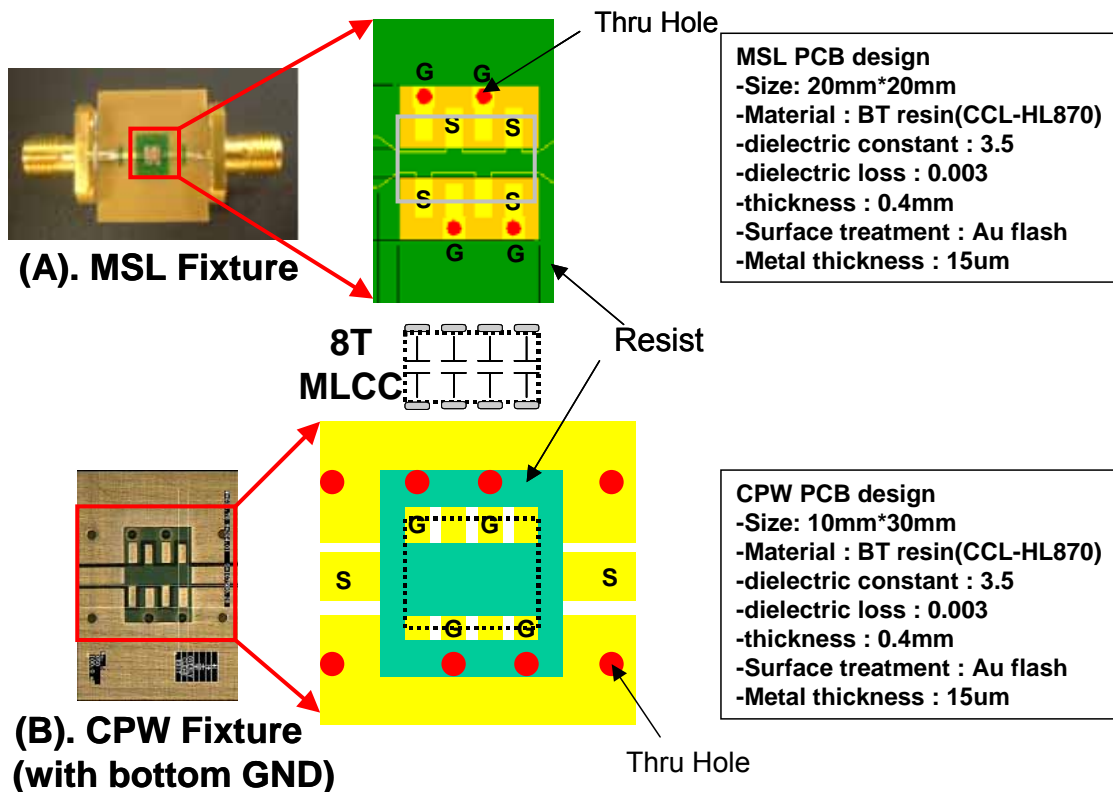 Thru Hole
G
G
S
S
S
S
G
G
(A). MSL Fixture
MSL PCB design
-Size: 20mm*20mm
-Material : BT resin(CCL-HL870)
-dielectric constant : 3.5
-dielectric loss : 0.003
-thickness : 0.4mm
-Surface treatment : Au flash
-Metal thickness : 15um
8T
MLCC
Resist
G
G
S
S
G
G
(B). CPW Fixture
(with bottom GND)
Thru Hole
CPW PCB design
-Size: 10mm*30mm
-Material : BT resin(CCL-HL870)
-dielectric constant : 3.5
-dielectric loss : 0.003
-thickness : 0.4mm
-Surface treatment : Au flash
-Metal thickness : 15um